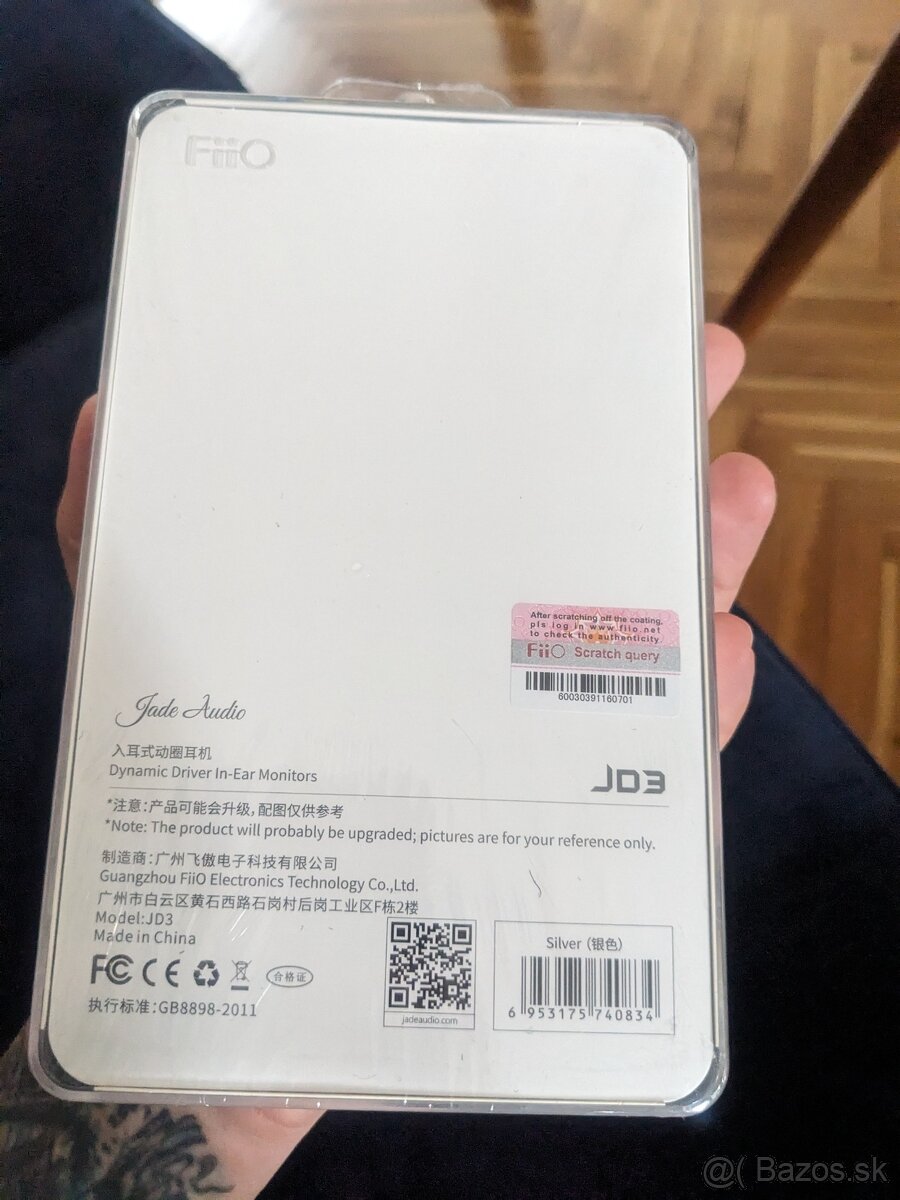 FiiO
After scratching off the coating,
pls log in www.fiio.net
to check the authenticity
FiiO Scratch query
60030391160701
Jade Audio
入耳式动圈耳机
Dynamic Driver In-Ear Monitors
JD3
*注意:产品可能会升级,配图仅供参考
*Note: The product will probably be upgraded; pictures are for your reference only.
制造商:广州飞傲电子科技有限公司
Guangzhou FiiO Electronics Technology Co.,Ltd.
广州市白云区黄石西路石岗村后岗工业区F栋2楼
Model:JD3
Made in China
FC CE 合格证
执行标准:GB8898-2011
jadeaudio.com
Silver (银色)
6 953175 740834
@( Bazos.sk